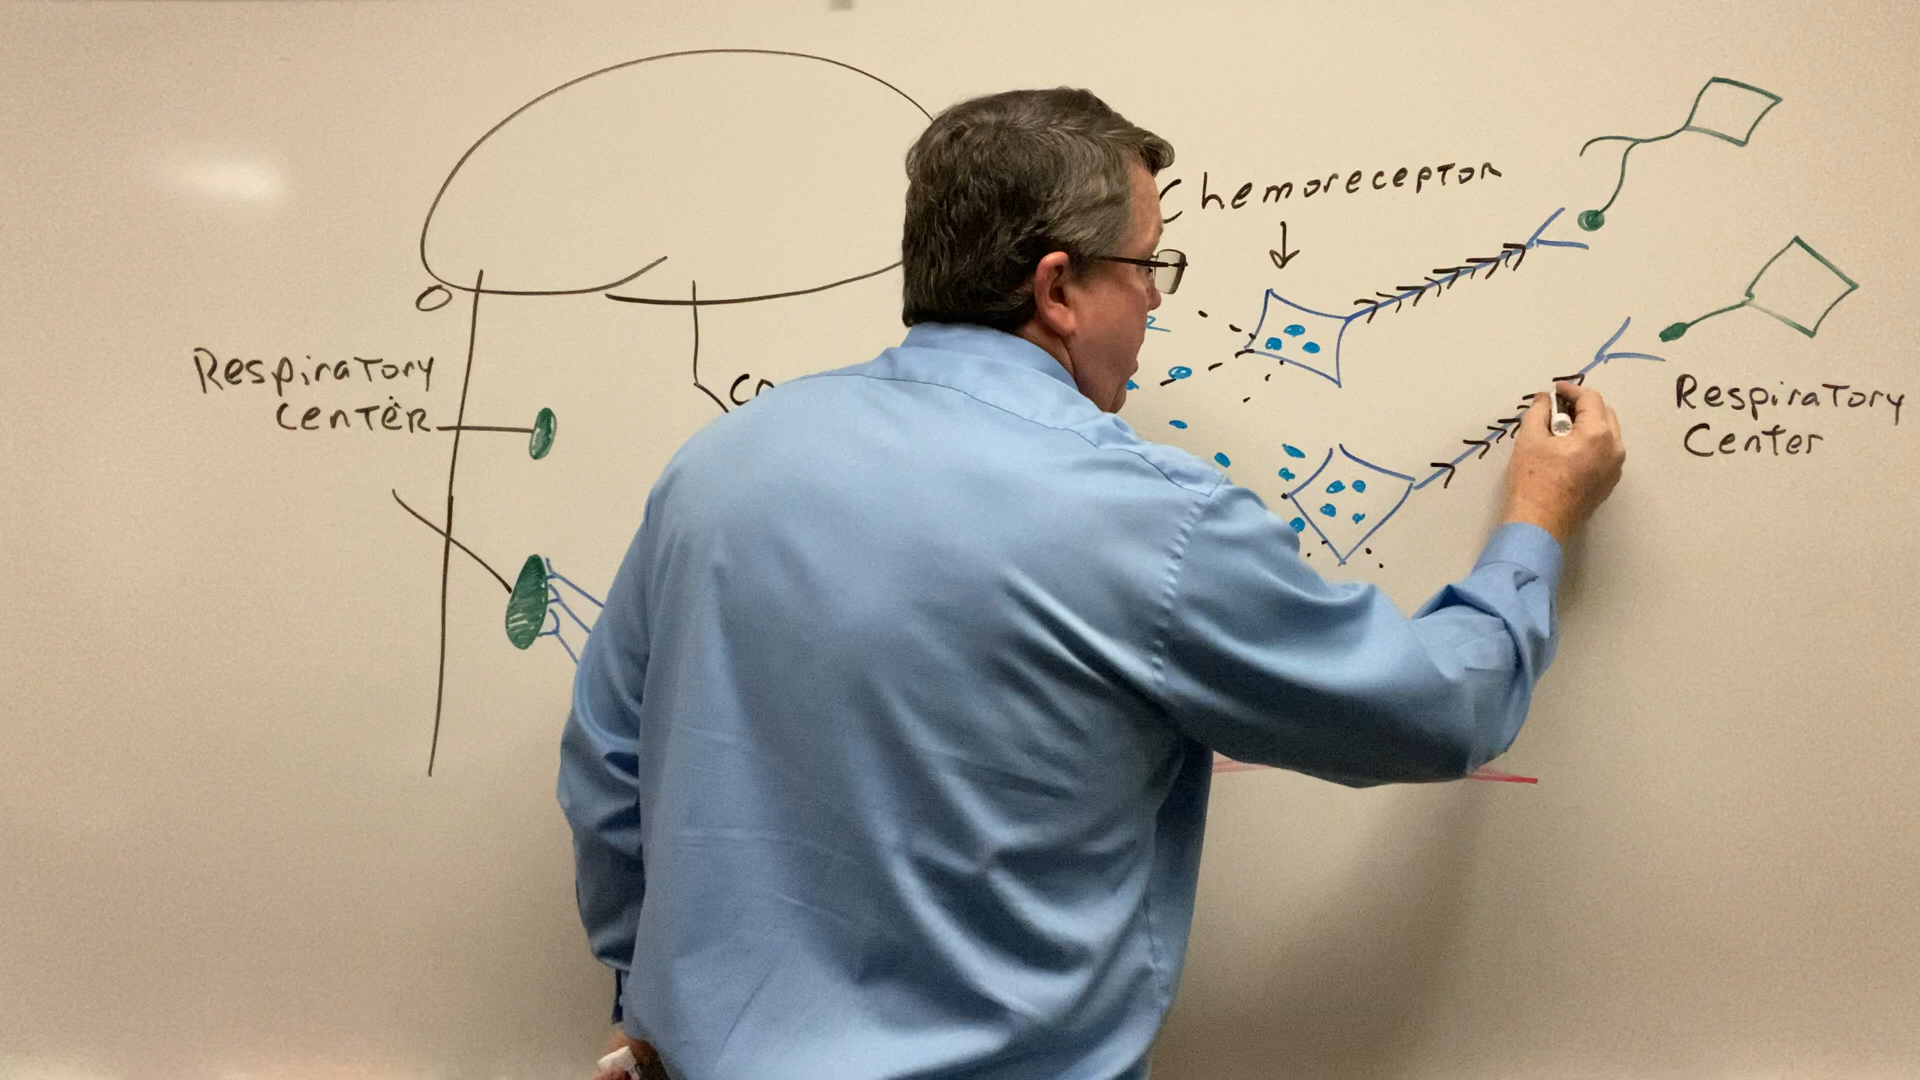 Chemoreceptor
Respiratory
Center
Respiratory
Center